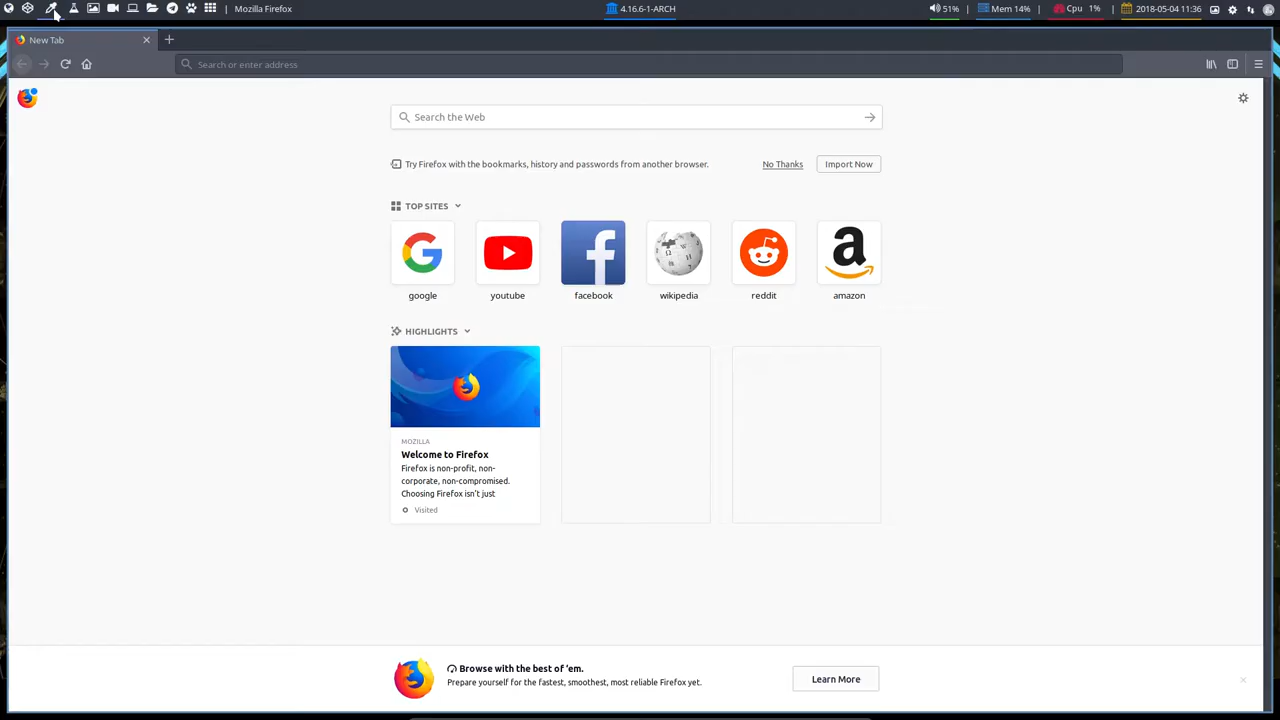 Mozilla Firefox
4.16.6-1-ARCH
51%
Mem 14%
Cpu 1%
2018-05-04 11:36
New Tab
Search or enter address
Search the Web
Try Firefox with the bookmarks, history and passwords from another browser.
No Thanks
Import Now
TOP SITES
google
youtube
facebook
wikipedia
reddit
amazon
HIGHLIGHTS
MOZILLA
Welcome to Firefox
Firefox is non-profit, non-
corporate, non-compromised.
Choosing Firefox isn't just
Visited
Browse with the best of 'em.
Prepare yourself for the fastest, smoothest, most reliable Firefox yet.
Learn More